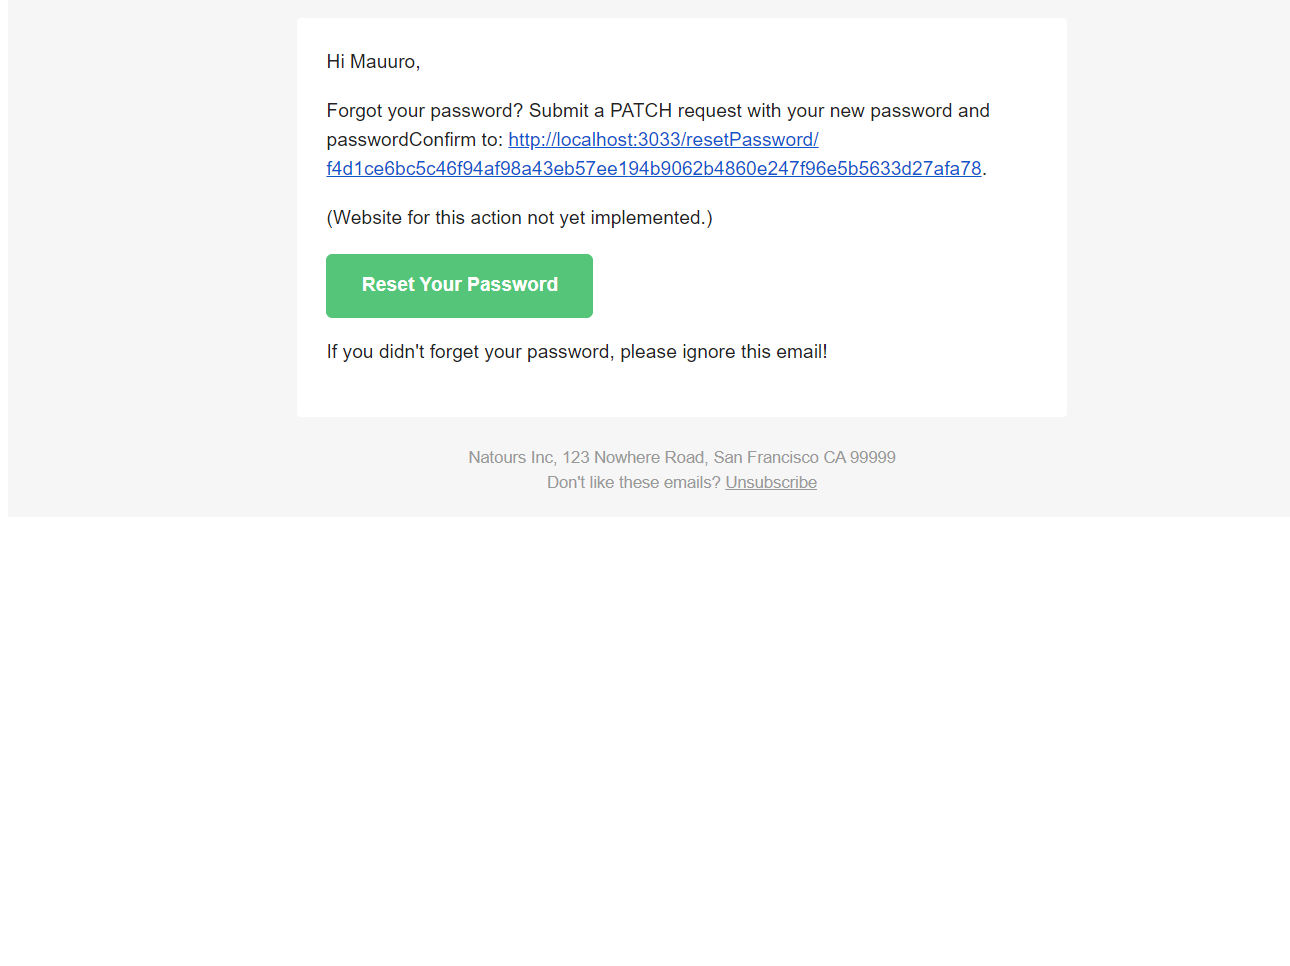 Hi Mauuro,
Forgot your password? Submit a PATCH request with your new password and
passwordConfirm to: http://localhost:3033/resetPassword/
f4d1ce6bc5c46f94af98a43eb57ee194b9062b4860e247f96e5b5633d27afa78.
(Website for this action not yet implemented.)
Reset Your Password
If you didn't forget your password, please ignore this email!
Natours Inc, 123 Nowhere Road, San Francisco CA 99999
Don't like these emails? Unsubscribe